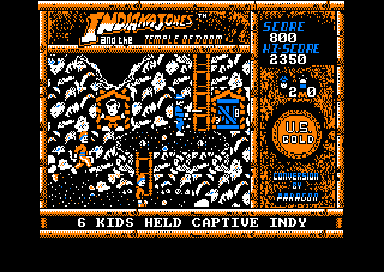 INDIANA JONES TM
and the TEMPLE OF DOOM
SCORE
800
HI-SCORE
2350
2 0
U.S.
GOLD
CONVERSION
BY
PARAGON
6 KIDS HELD CAPTIVE INDY